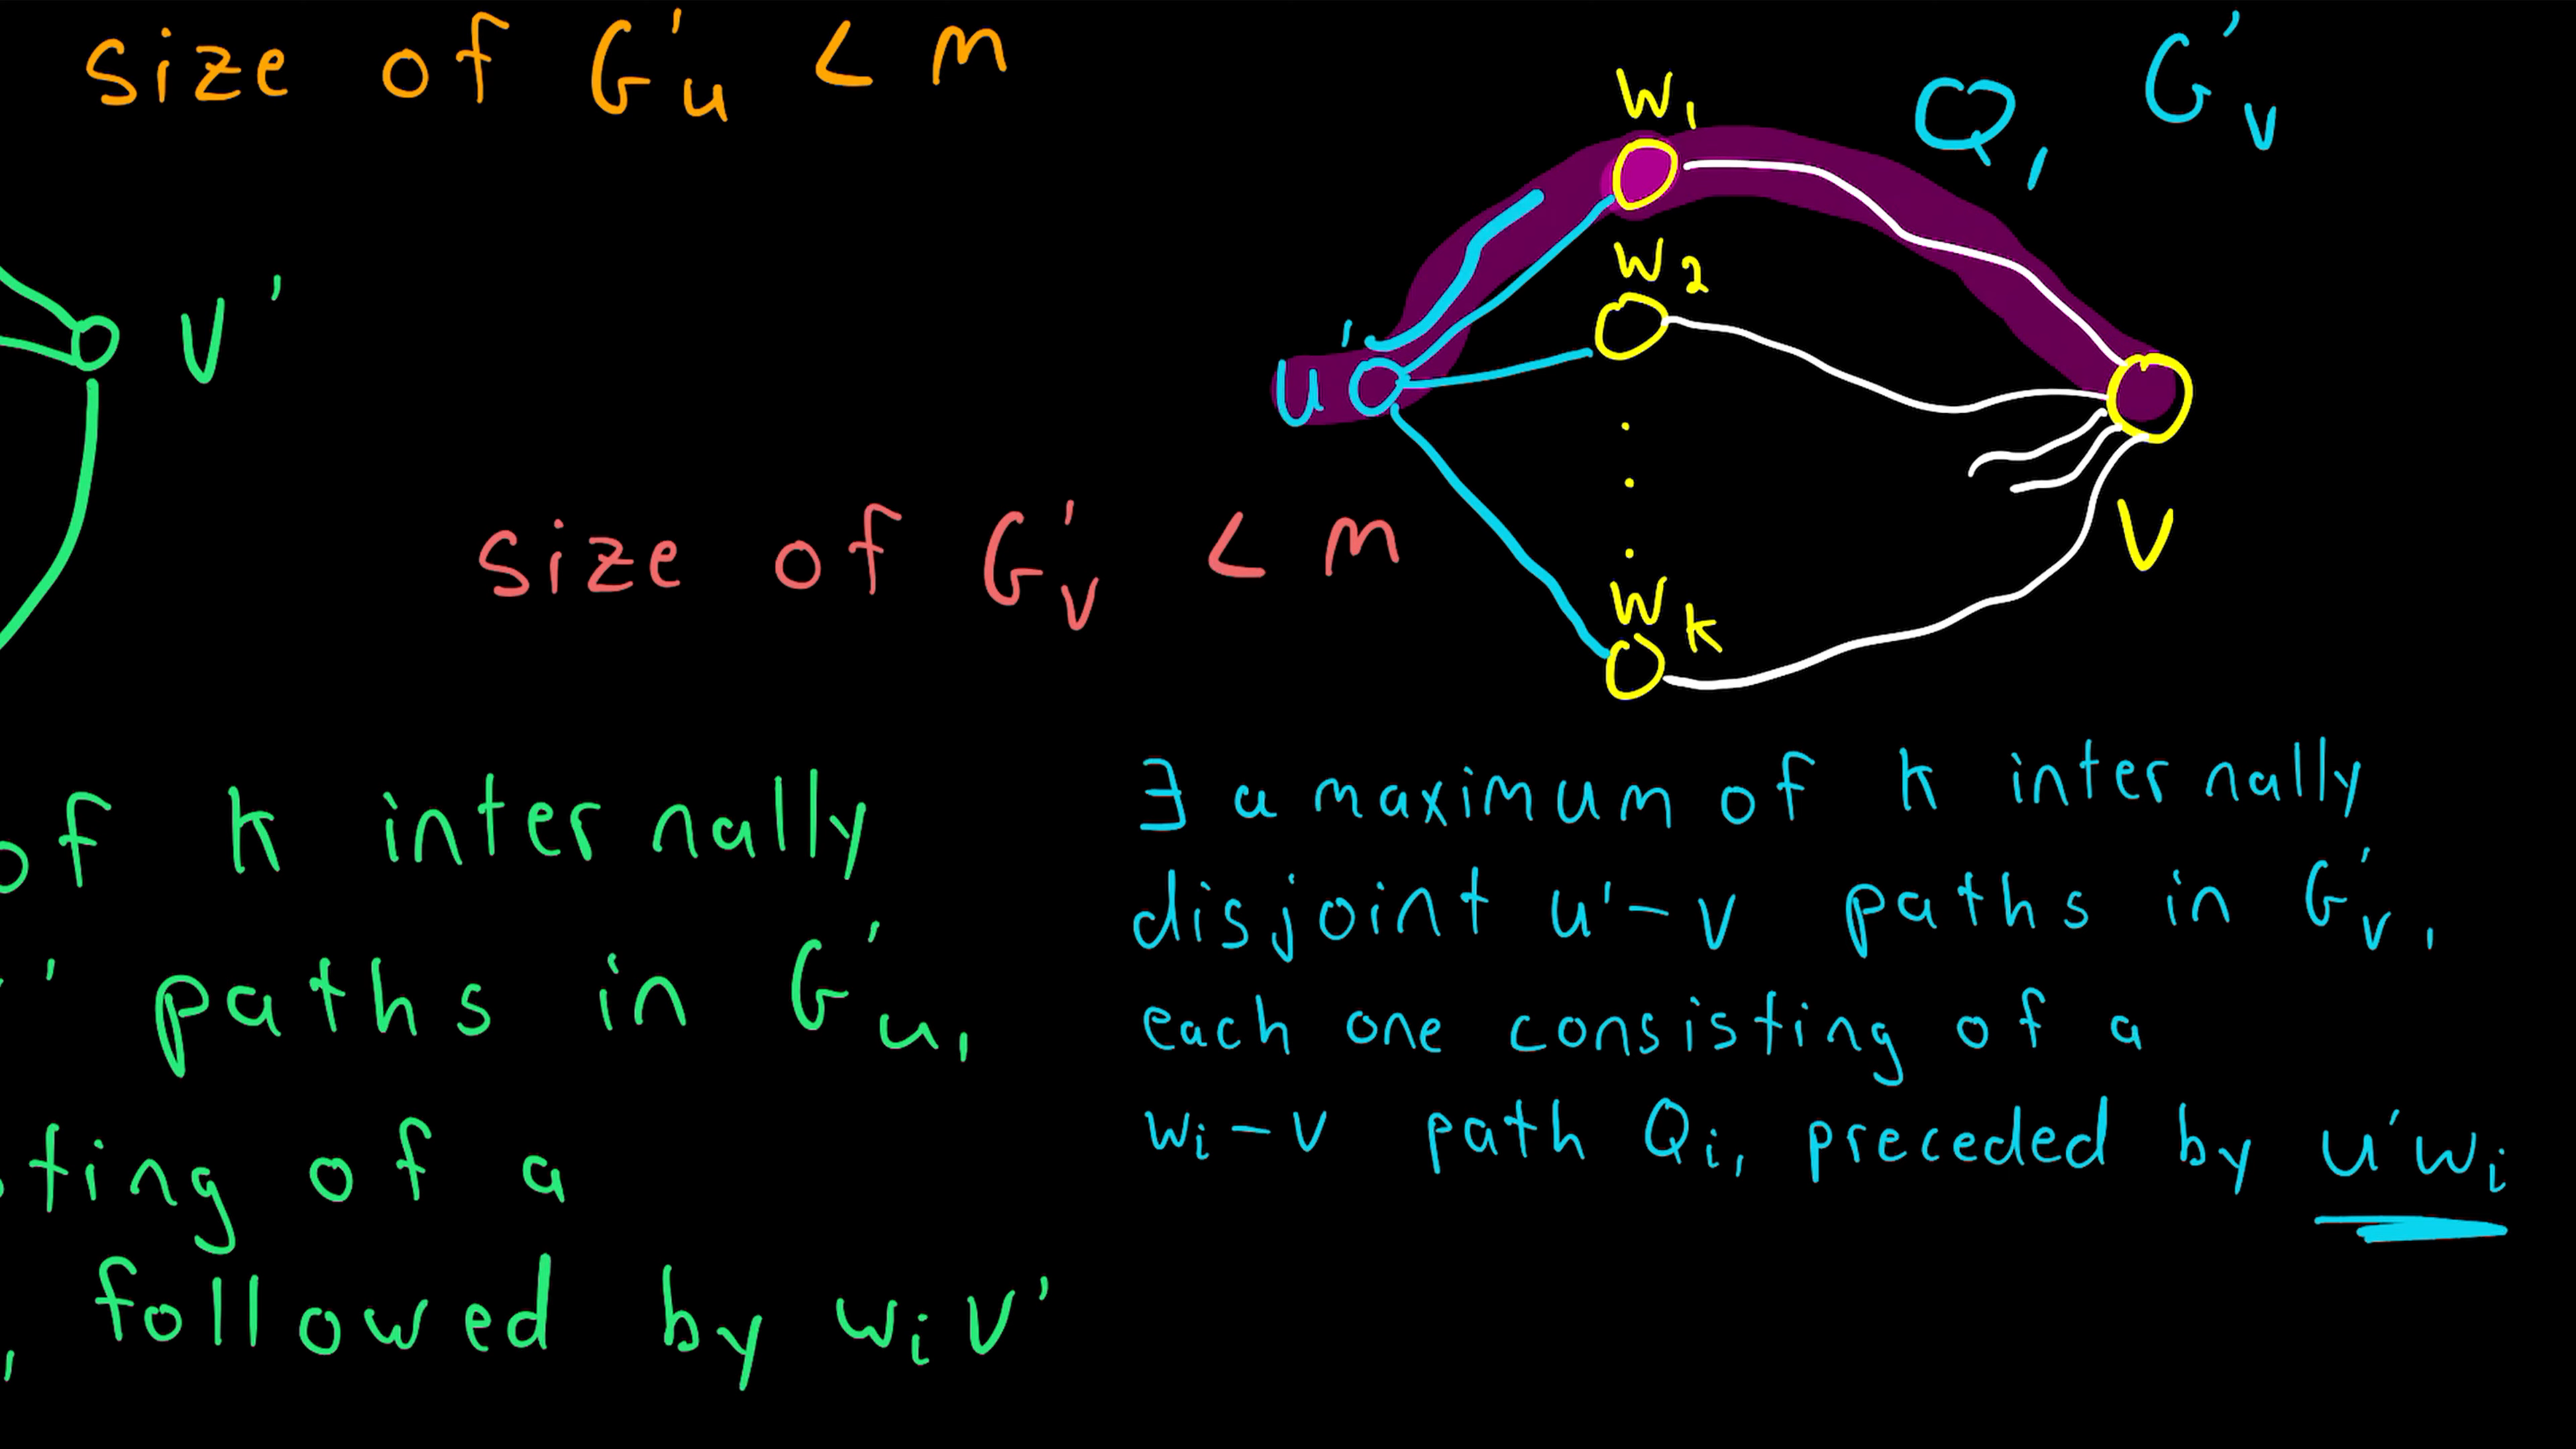 size of G'u < m
W1
Q1
G'v
W2
V'
u'
size of G'v < m
V
Wk
of k internally
' paths in G'u,
sting of a
, followed by wiV'
∃ a maximum of k internally
disjoint u'-v paths in G'v,
each one consisting of a
wi-v path Qi, preceded by u'wi